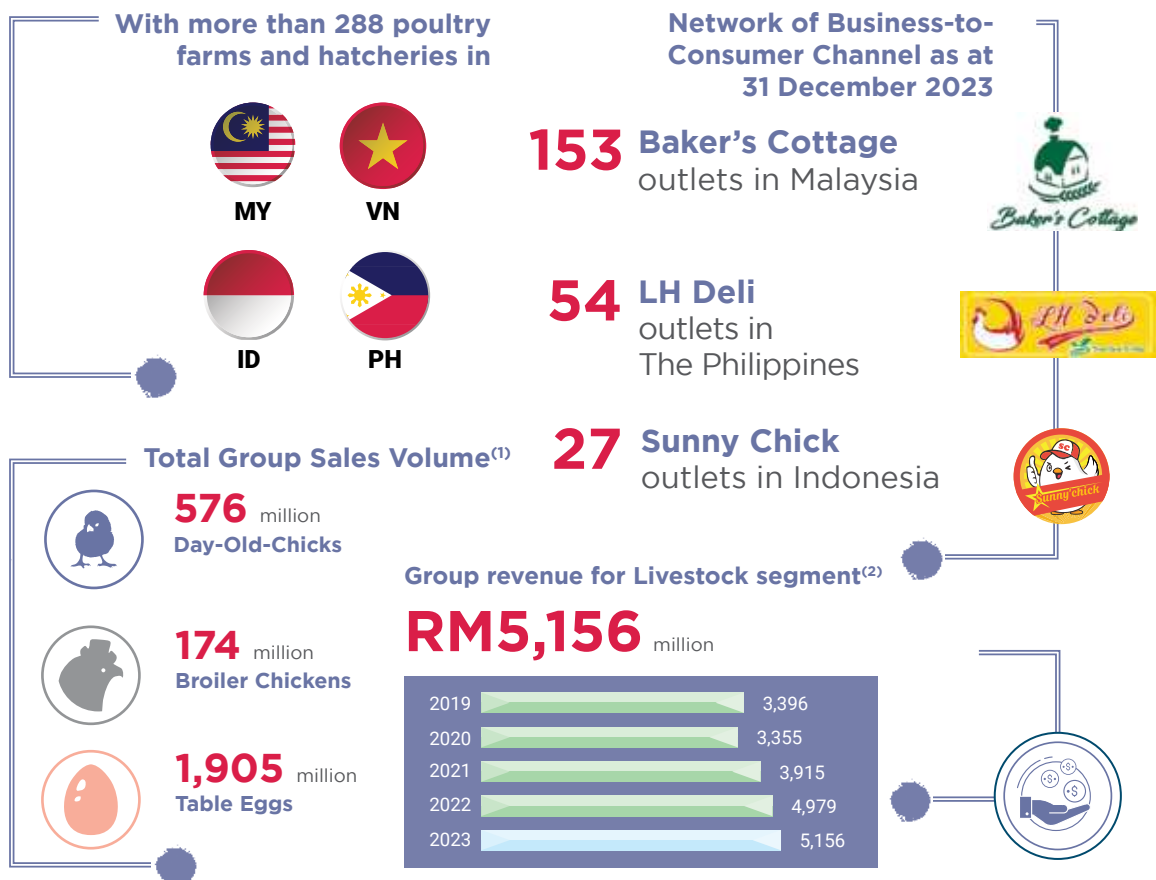 With more than 288 poultry
farms and hatcheries in
MY
VN
ID
PH
Network of Business-to-
Consumer Channel as at
31 December 2023
153 Baker's Cottage
outlets in Malaysia
Baker's Cottage
54 LH Deli
outlets in
The Philippines
LH Deli
27 Sunny Chick
outlets in Indonesia
SC
Sunny chick
Total Group Sales Volume(1)
576 million
Day-Old-Chicks
174 million
Broiler Chickens
1,905 million
Table Eggs
Group revenue for Livestock segment(2)
RM5,156 million
2019 3,396
2020 3,355
2021 3,915
2022 4,979
2023 5,156
$
$
$